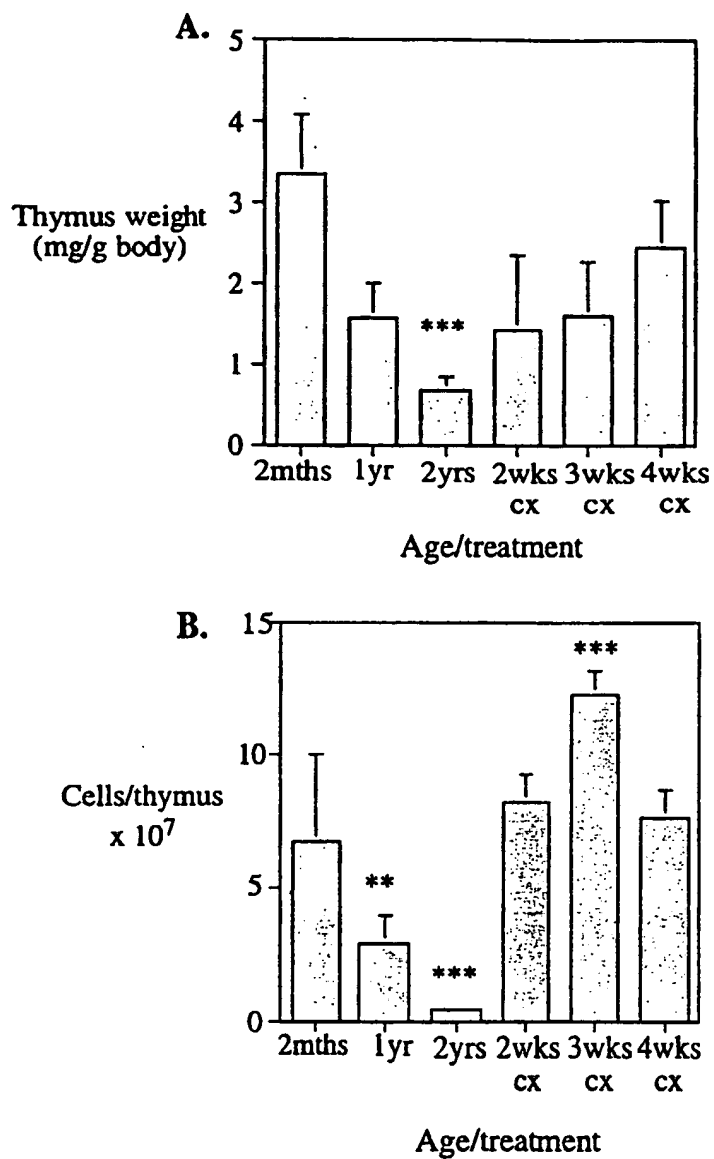 A.
5
4
3
2
1
0
Thymus weight
(mg/g body)
***
2mths 1yr 2yrs 2wks 3wks 4wks
cx cx cx
Age/treatment
B.
15
10
5
0
Cells/thymus
x 10⁷
**
***
***
2mths 1yr 2yrs 2wks 3wks 4wks
cx cx cx
Age/treatment